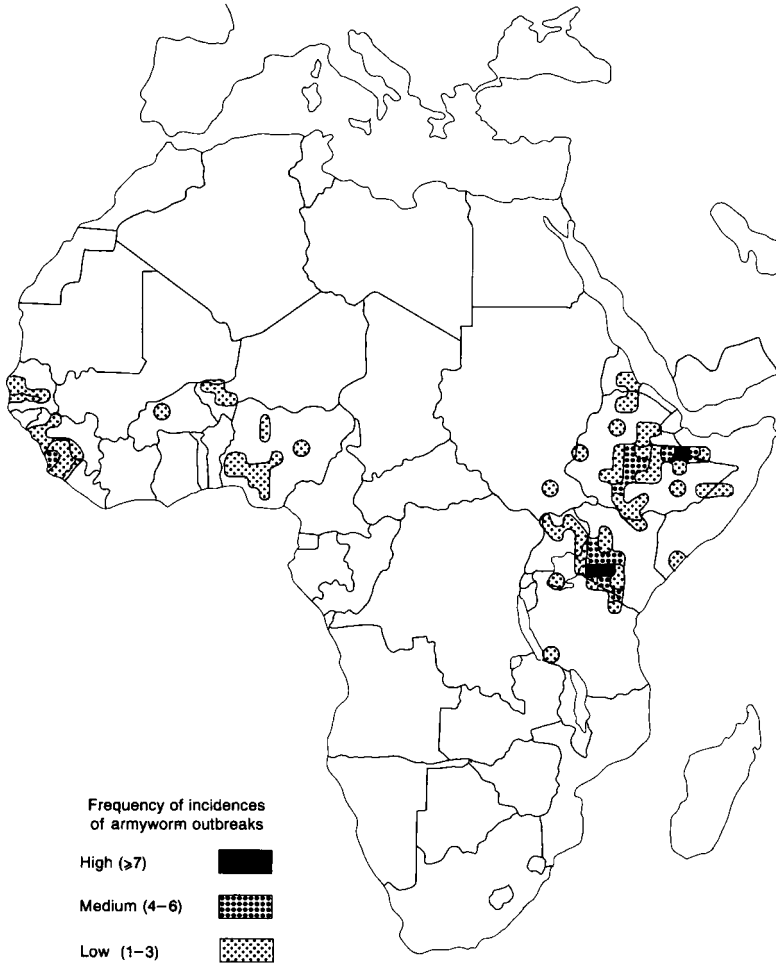 Frequency of incidences
of armyworm outbreaks
High (⩾7)
Medium (4–6)
Low (1–3)